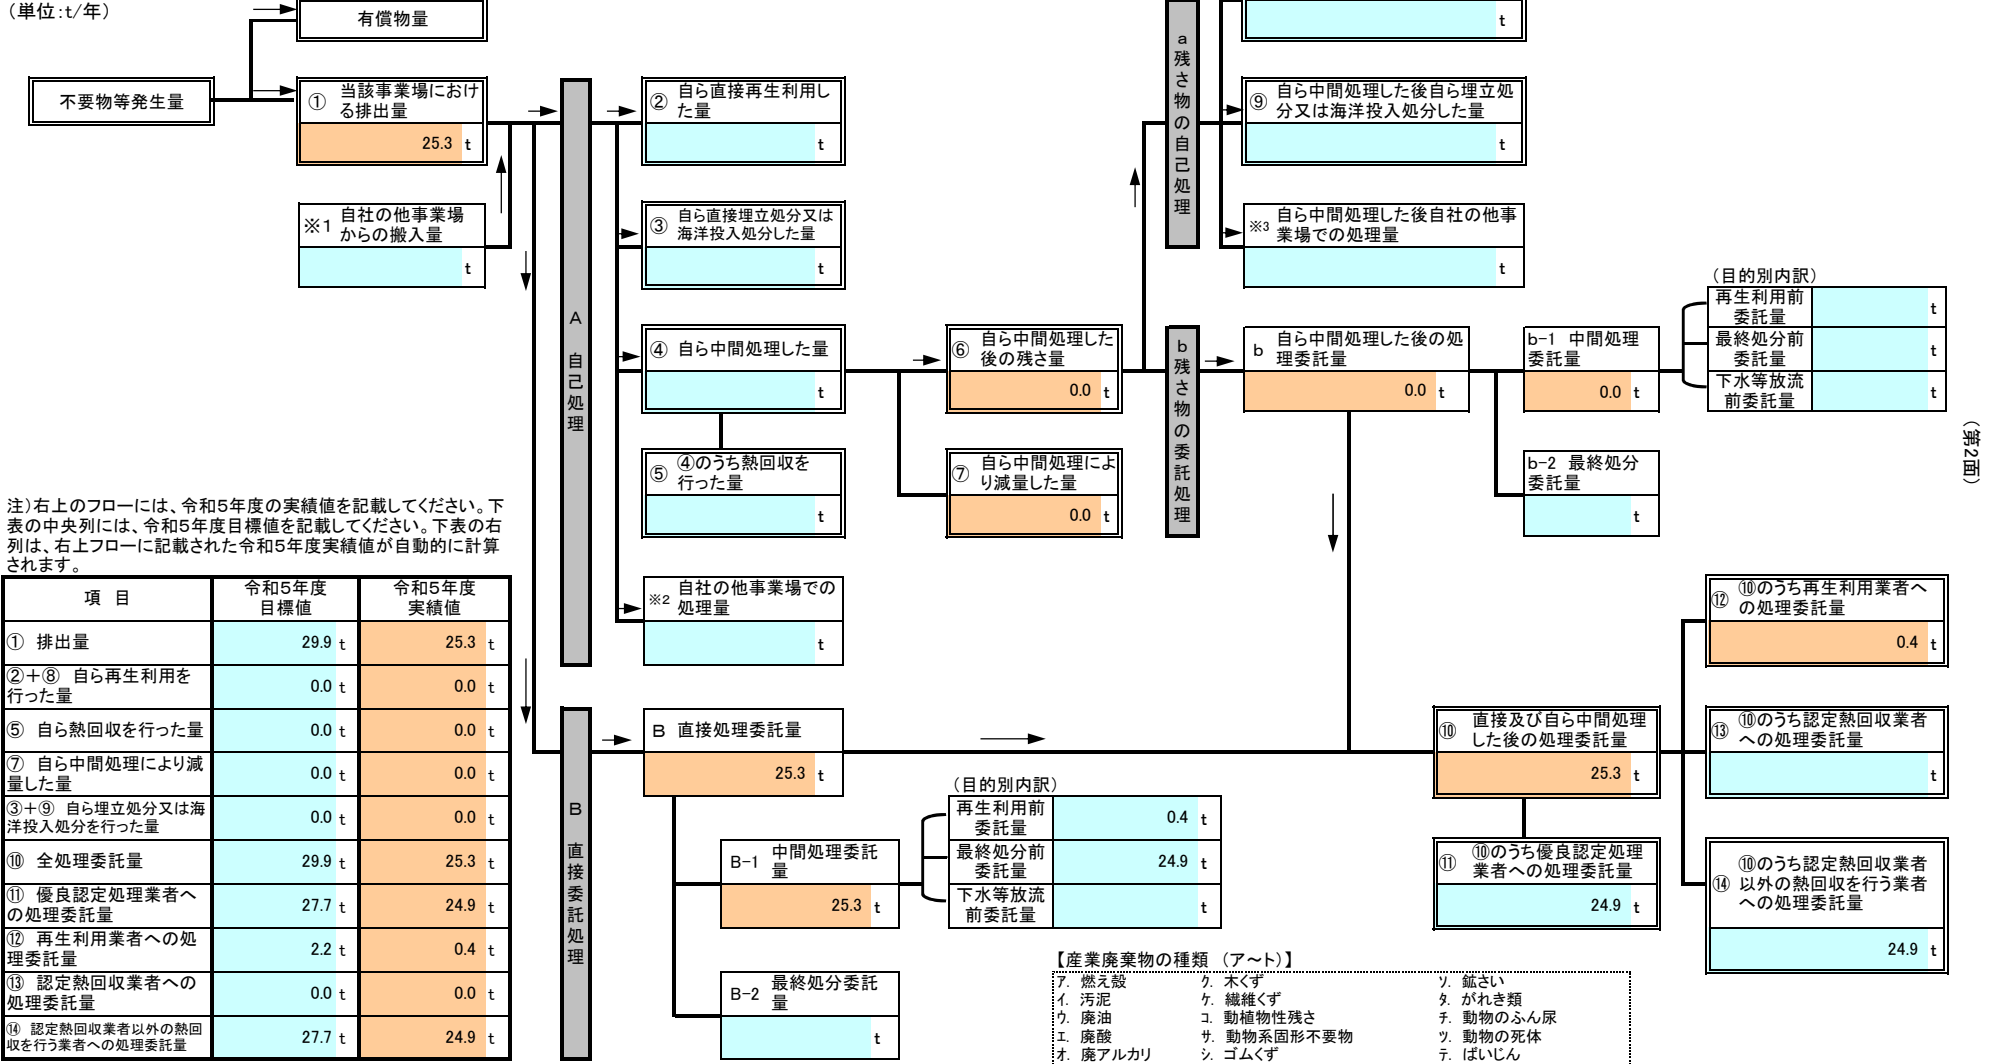 （単位:t/年）
有償物量
不要物等発生量
① 当該事業場におけ
る排出量
25.3 t
※1 自社の他事業場
からの搬入量
t
A 自己処理
② 自ら直接再生利用し
た量
t
③ 自ら直接埋立処分又は
海洋投入処分した量
t
④ 自ら中間処理した量
t
⑤ ④のうち熱回収を
行った量
t
※2 自社の他事業場での
処理量
t
⑥ 自ら中間処理した
後の残さ量
0.0 t
⑦ 自ら中間処理によ
り減量した量
0.0 t
a残さ物の自己処理
t
⑨ 自ら中間処理した後自ら埋立処
分又は海洋投入処分した量
t
※3 自ら中間処理した後自社の他事
業場での処理量
t
b残さ物の委託処理
b 自ら中間処理した後の処
理委託量
0.0 t
b-1 中間処理
委託量
0.0 t
b-2 最終処分
委託量
t
（目的別内訳）
再生利用前
委託量 t
最終処分前
委託量 t
下水等放流
前委託量 t
（第2面）
注）右上のフローには、令和5年度の実績値を記載してください。下
表の中央列には、令和5年度目標値を記載してください。下表の右
列は、右上フローに記載された令和5年度実績値が自動的に計算
されます。
項 目 令和5年度 目標値 令和5年度 実績値
① 排出量 29.9 t 25.3 t
②＋⑧ 自ら再生利用を
行った量 0.0 t 0.0 t
⑤ 自ら熱回収を行った量 0.0 t 0.0 t
⑦ 自ら中間処理により減
量した量 0.0 t 0.0 t
③＋⑨ 自ら埋立処分又は海
洋投入処分を行った量 0.0 t 0.0 t
⑩ 全処理委託量 29.9 t 25.3 t
⑪ 優良認定処理業者へ
の処理委託量 27.7 t 24.9 t
⑫ 再生利用業者への処
理委託量 2.2 t 0.4 t
⑬ 認定熱回収業者への
処理委託量 0.0 t 0.0 t
⑭ 認定熱回収業者以外の熱回
収を行う業者への処理委託量 27.7 t 24.9 t
B 直接委託処理
B 直接処理委託量
25.3 t
B-1 中間処理委託
量
25.3 t
B-2 最終処分委託
量
t
（目的別内訳）
再生利用前
委託量 0.4 t
最終処分前
委託量 24.9 t
下水等放流
前委託量 t
⑩ 直接及び自ら中間処理
した後の処理委託量
25.3 t
⑪ ⑩のうち優良認定処理
業者への処理委託量
24.9 t
⑫ ⑩のうち再生利用業者へ
の処理委託量
0.4 t
⑬ ⑩のうち認定熱回収業者
への処理委託量
t
⑭ ⑩のうち認定熱回収業者
以外の熱回収を行う業者
への処理委託量
24.9 t
【産業廃棄物の種類 （ア～ト）】
ア. 燃え殻 ク. 木くず ソ. 鉱さい
イ. 汚泥 ケ. 繊維くず タ. がれき類
ウ. 廃油 コ. 動植物性残さ チ. 動物のふん尿
エ. 廃酸 サ. 動物系固形不要物 ツ. 動物の死体
オ. 廃アルカリ シ. ゴムくず テ. ばいじん